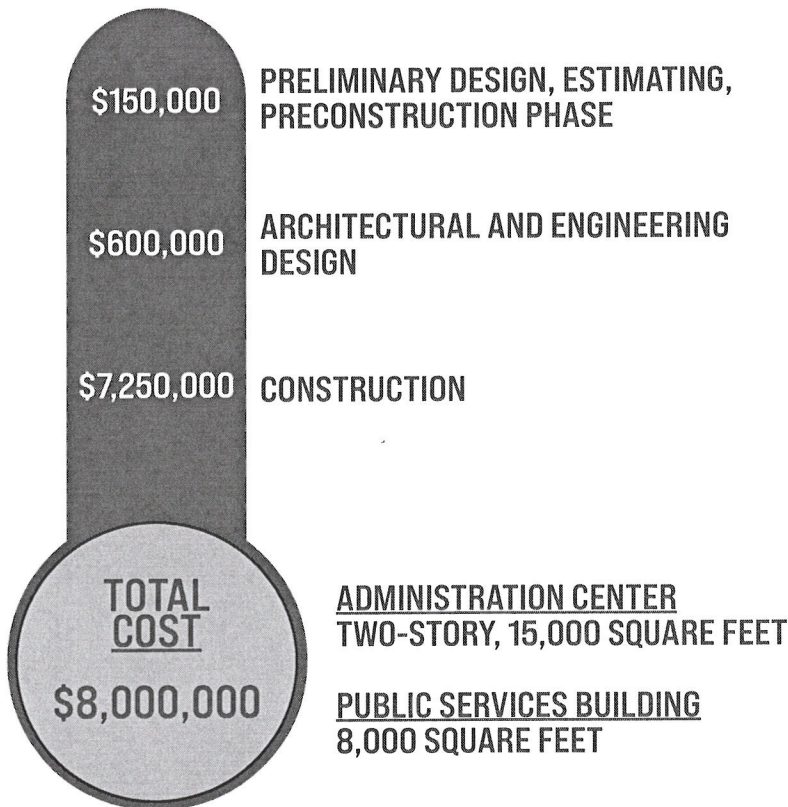 $150,000
PRELIMINARY DESIGN, ESTIMATING,
PRECONSTRUCTION PHASE
$600,000
ARCHITECTURAL AND ENGINEERING
DESIGN
$7,250,000
CONSTRUCTION
TOTAL
COST
$8,000,000
ADMINISTRATION CENTER
TWO-STORY, 15,000 SQUARE FEET
PUBLIC SERVICES BUILDING
8,000 SQUARE FEET